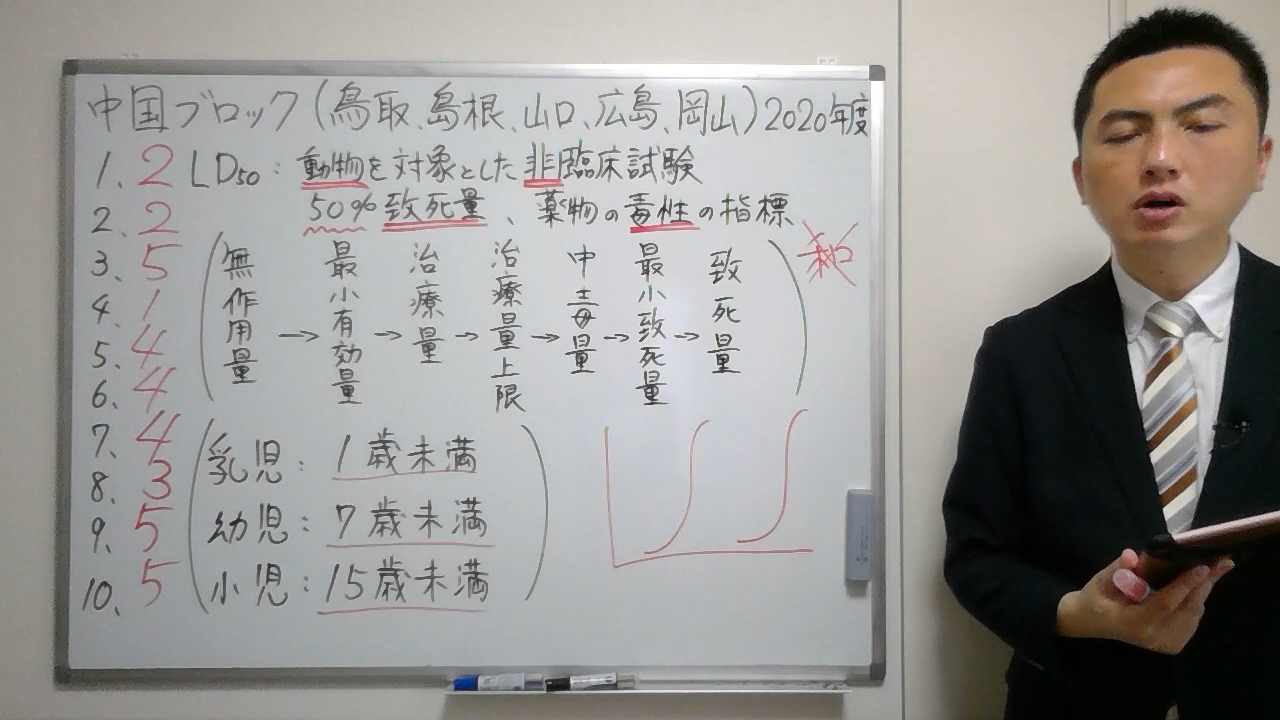 中国ブロック(鳥取、島根、山口、広島、岡山)2020年度
1. 2 LD50:動物を対象とした非臨床試験
2. 2 50%致死量、薬物の毒性の指標
3. 5
4. 1
5. 4
6. 4
7. 4
8. 3
9. 5
10. 5
(無作用量→最小有効量→治療量→治療量上限→中毒量→最小致死量→致死量)
乳児:1歳未満
幼児:7歳未満
小児:15歳未満